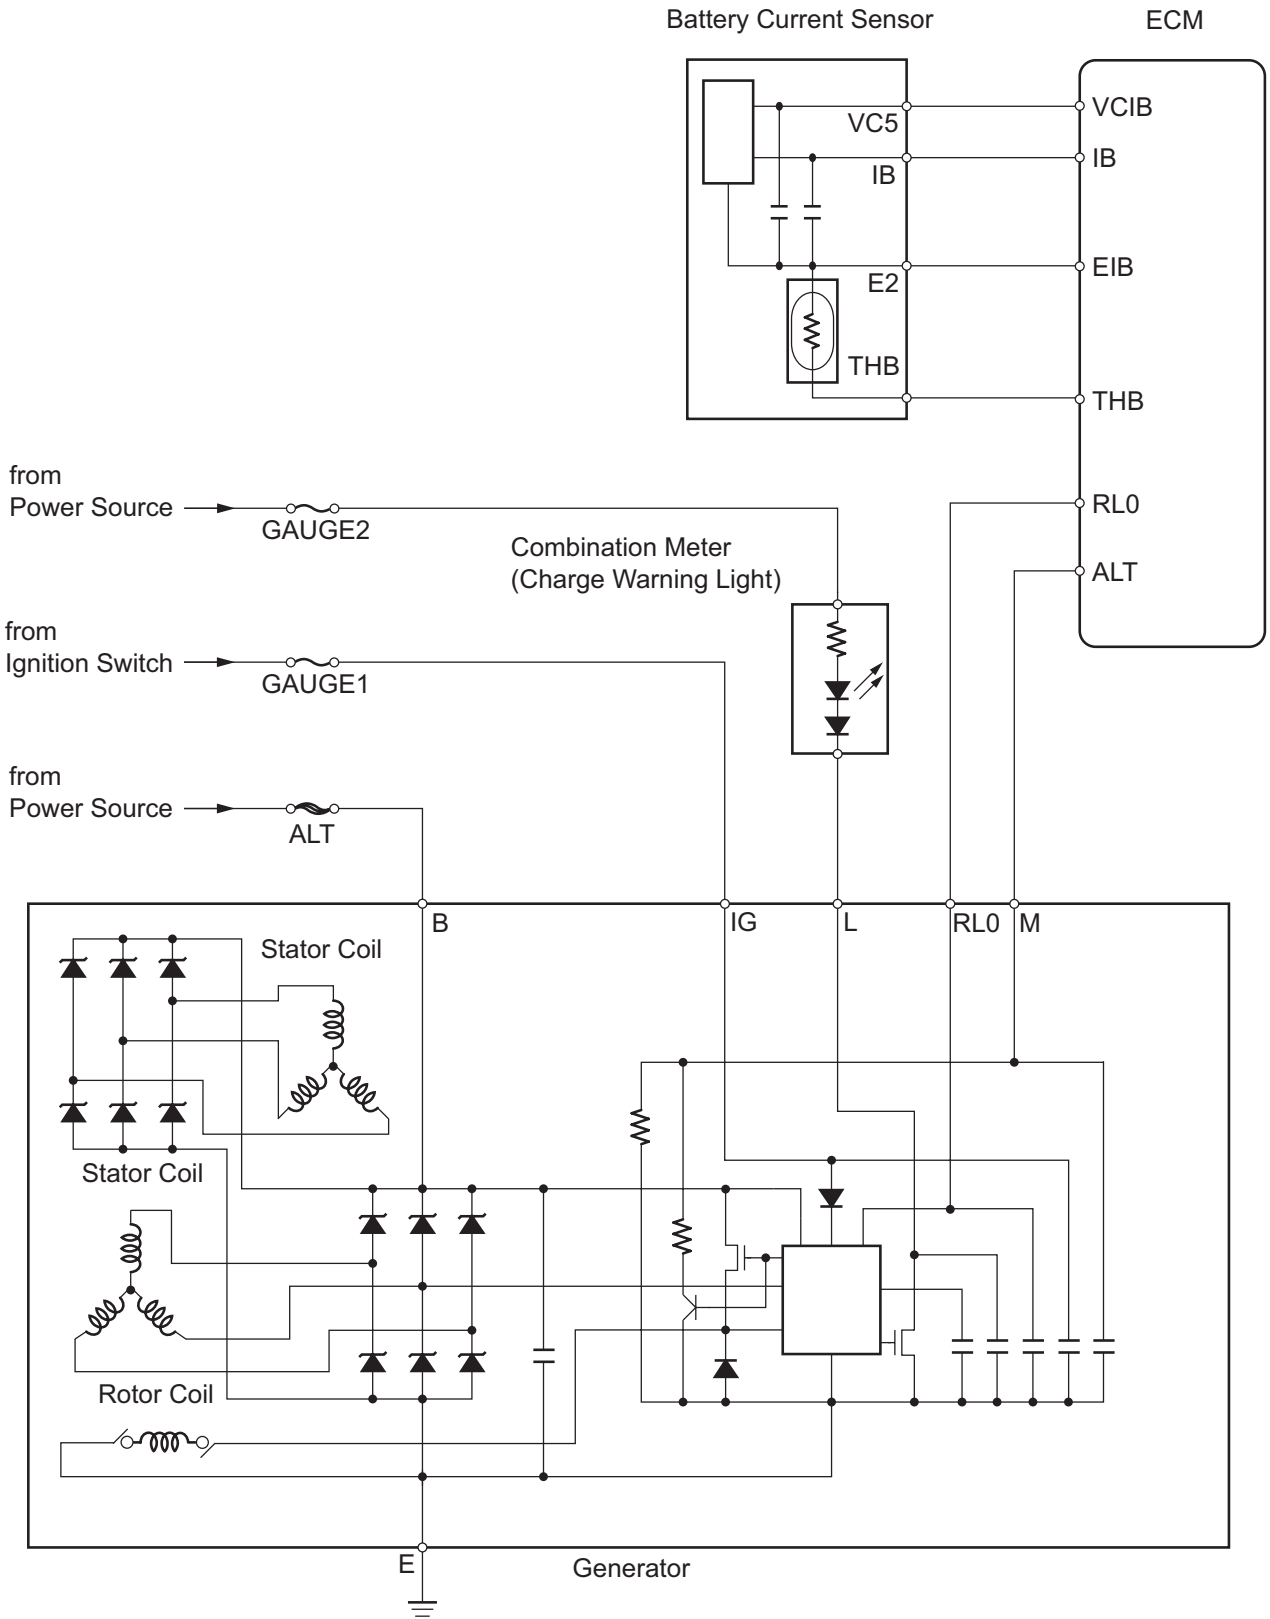 Battery Current Sensor
ECM
VC5
VCIB
IB
IB
E2
EIB
THB
THB
from
Power Source
GAUGE2
RL0
Combination Meter
(Charge Warning Light)
ALT
from
Ignition Switch
GAUGE1
from
Power Source
ALT
B
IG
L
RL0
M
Stator Coil
Stator Coil
Rotor Coil
E
Generator